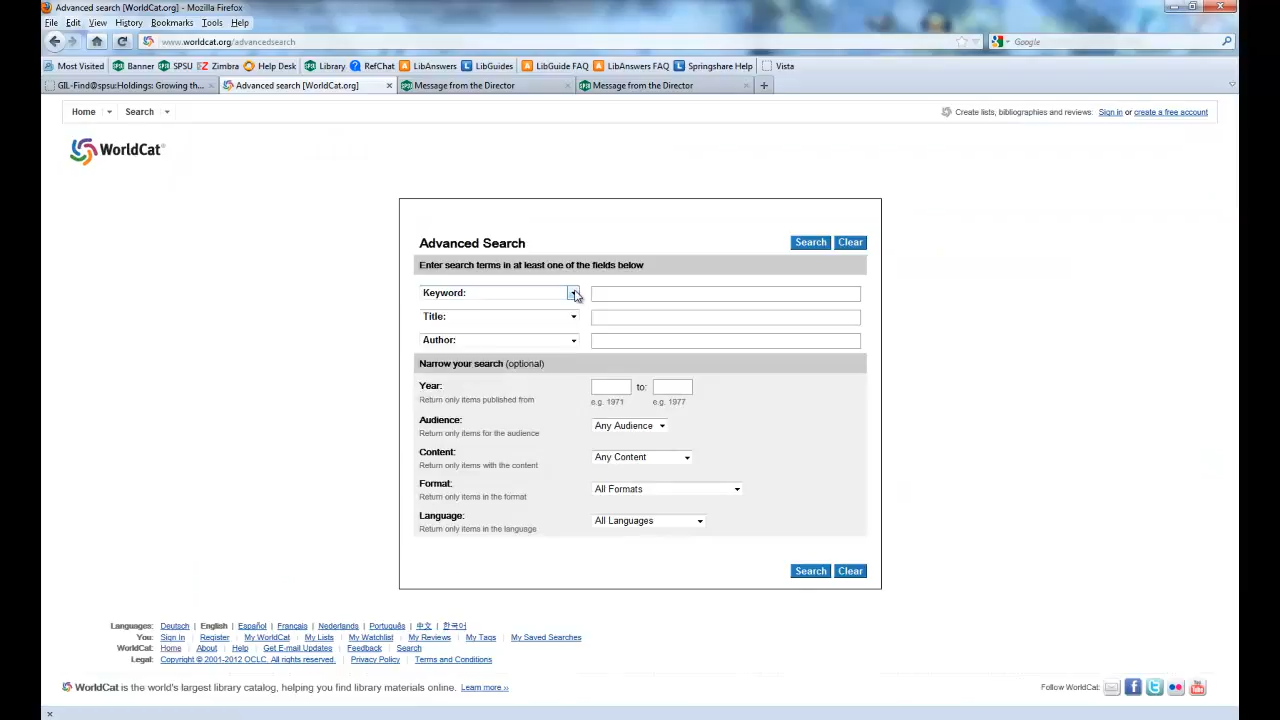 Advanced search [WorldCat.org] - Mozilla Firefox
File Edit View History Bookmarks Tools Help
www.worldcat.org/advancedsearch Google
Most Visited Banner SPSU Zimbra Help Desk Library RefChat LibAnswers LibGuides LibGuide FAQ LibAnswers FAQ Springshare Help Vista
GIL-Find@spsu:Holdings: Growing th... Advanced search [WorldCat.org] Message from the Director Message from the Director
Home Search Create lists, bibliographies and reviews. Sign in or create a free account
WorldCat®
Advanced Search Search Clear
Enter search terms in at least one of the fields below
Keyword:
Title:
Author:
Narrow your search (optional)
Year: to:
Return only items published from e.g. 1971 e.g. 1977
Audience: Any Audience
Return only items for the audience
Content: Any Content
Return only items with the content
Format: All Formats
Return only items in the format
Language: All Languages
Return only items in the language
Search Clear
Languages: Deutsch | English | Español | Français | Nederlands | Português | 中文 | 한국어
You: Sign In | Register | My WorldCat | My Lists | My Watchlist | My Reviews | My Tags | My Saved Searches
WorldCat: Home | About | Help | Get E-mail Updates | Feedback | Search
Legal: Copyright © 2001-2012 OCLC. All rights reserved. | Privacy Policy | Terms and Conditions
WorldCat is the world's largest library catalog, helping you find library materials online. Learn more ›› Follow WorldCat: You Tube